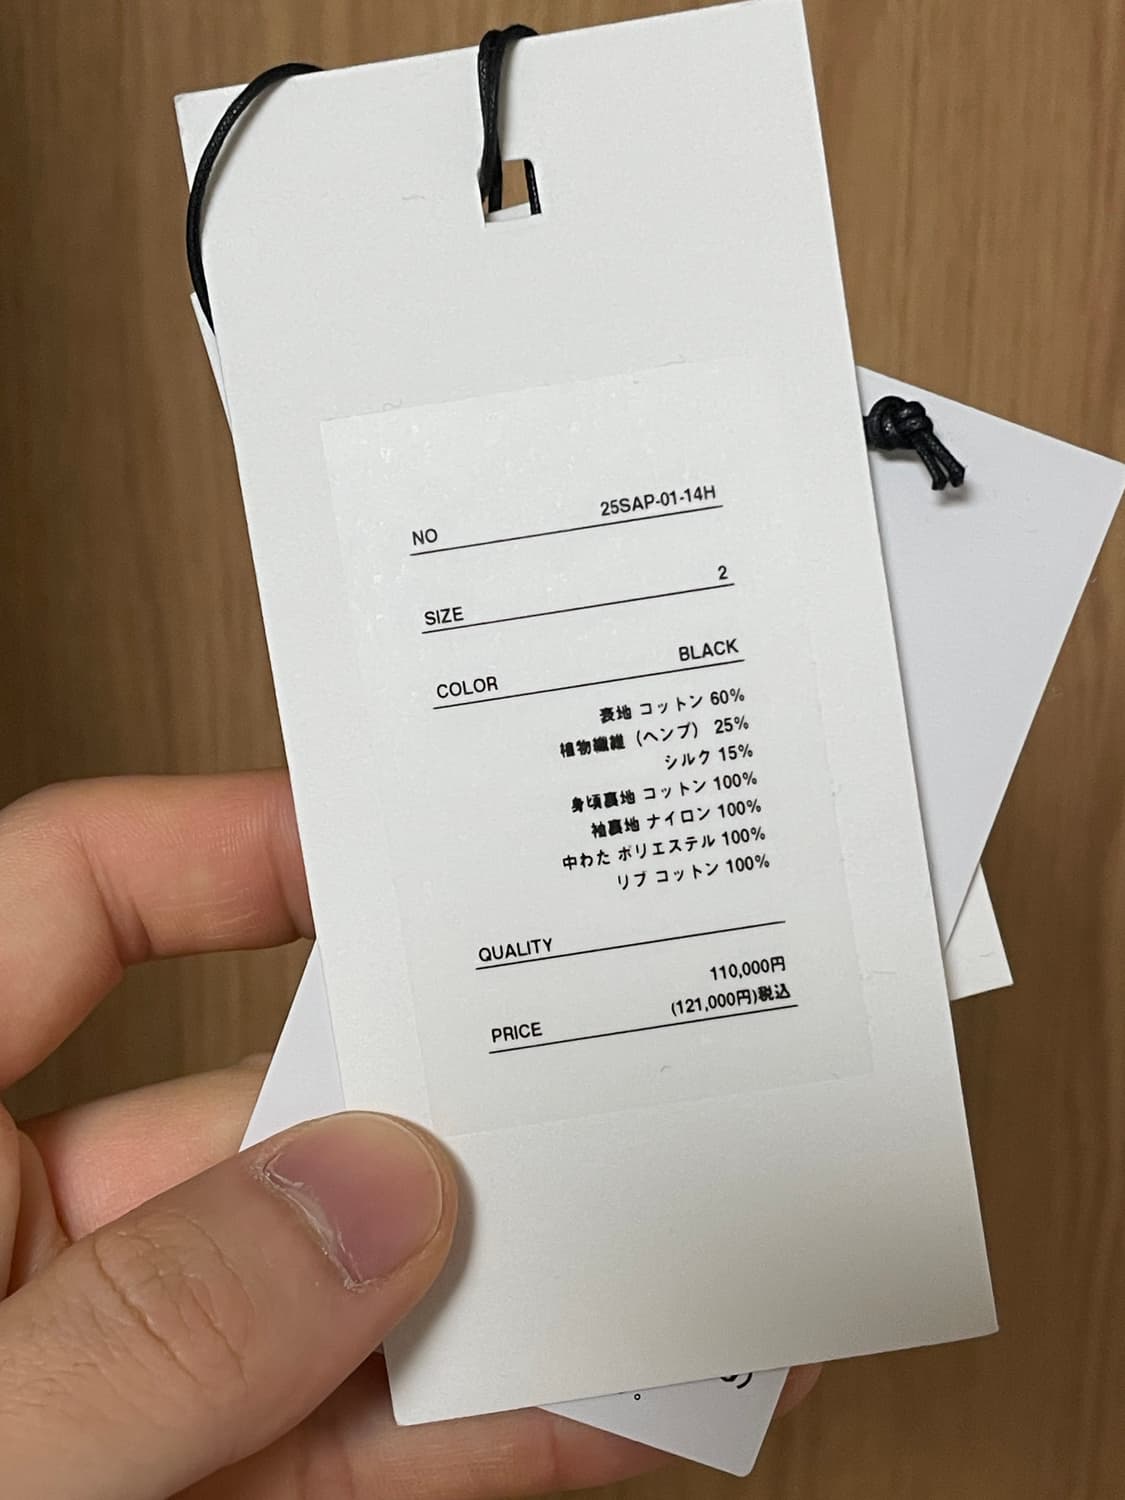 NO 25SAP-01-14H
SIZE 2
COLOR BLACK
表地 コットン 60%
植物繊維 (ヘンプ) 25%
シルク 15%
身頃裏地 コットン 100%
袖裏地 ナイロン 100%
中わた ポリエステル 100%
リブ コットン 100%
QUALITY
110,000円
PRICE (121,000円)税込